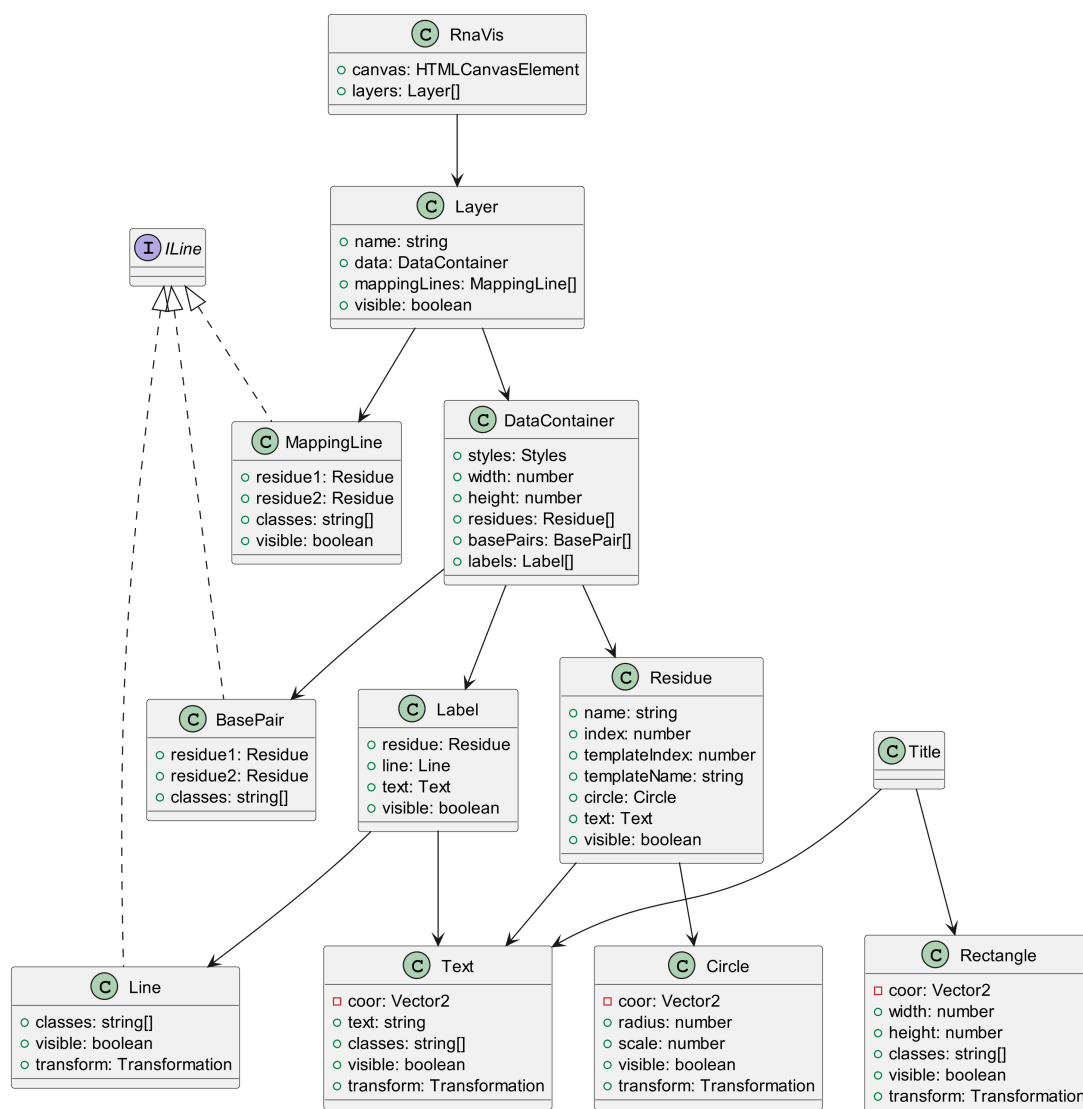 C RnaVis
canvas: HTMLCanvasElement
layers: Layer[]
C Layer
name: string
data: DataContainer
mappingLines: MappingLine[]
visible: boolean
I ILine
C MappingLine
residue1: Residue
residue2: Residue
classes: string[]
visible: boolean
C DataContainer
styles: Styles
width: number
height: number
residues: Residue[]
basePairs: BasePair[]
labels: Label[]
C BasePair
residue1: Residue
residue2: Residue
classes: string[]
C Label
residue: Residue
line: Line
text: Text
visible: boolean
C Residue
name: string
index: number
templateIndex: number
templateName: string
circle: Circle
text: Text
visible: boolean
C Title
C Line
classes: string[]
visible: boolean
transform: Transformation
C Text
coor: Vector2
text: string
classes: string[]
visible: boolean
transform: Transformation
C Circle
coor: Vector2
radius: number
scale: number
visible: boolean
transform: Transformation
C Rectangle
coor: Vector2
width: number
height: number
classes: string[]
visible: boolean
transform: Transformation